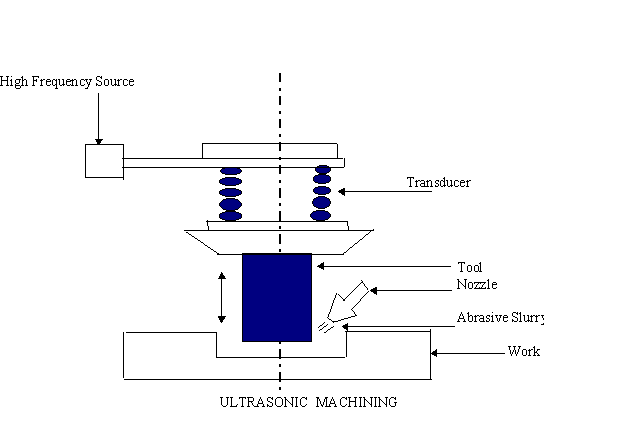 High Frequency Source
Transducer
Tool
Nozzle
Abrasive Slurry
Work
ULTRASONIC MACHINING